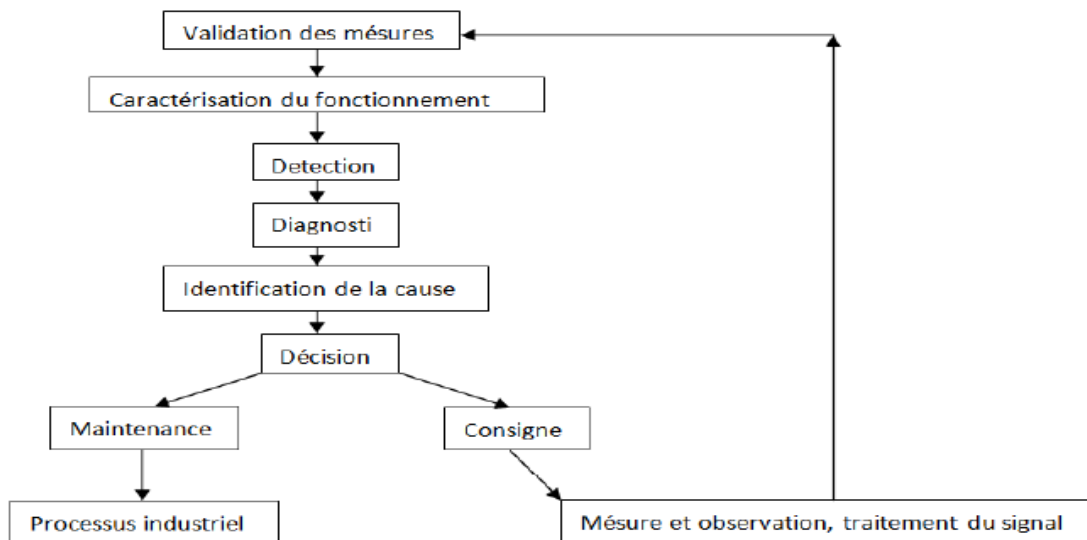 Validation des mésures
Caractérisation du fonctionnement
Detection
Diagnosti
Identification de la cause
Décision
Maintenance
Consigne
Processus industriel
Mésure et observation, traitement du signal